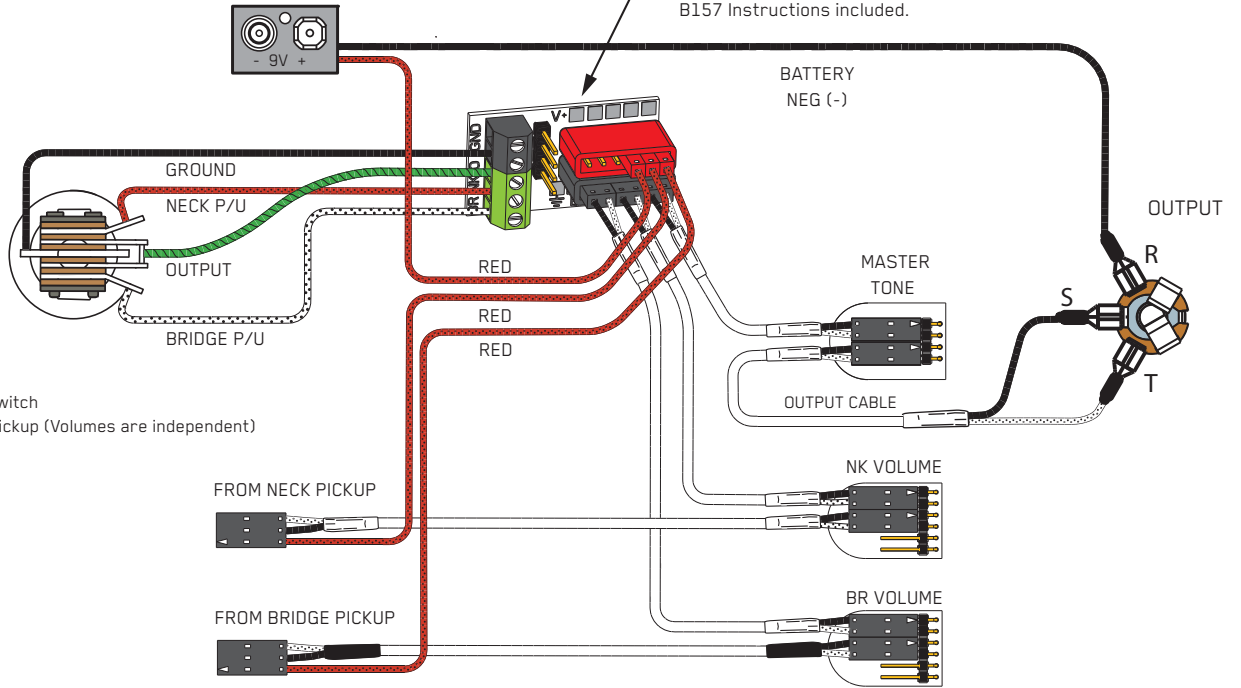 B157 Instructions included.
- 9V +
BATTERY
NEG (-)
V+
GND
GROUND
NECK P/U
OUTPUT
BRIDGE P/U
RED
RED
RED
MASTER
TONE
OUTPUT
R
S
T
OUTPUT CABLE
witch
ickup (Volumes are independent)
NK VOLUME
FROM NECK PICKUP
BR VOLUME
FROM BRIDGE PICKUP